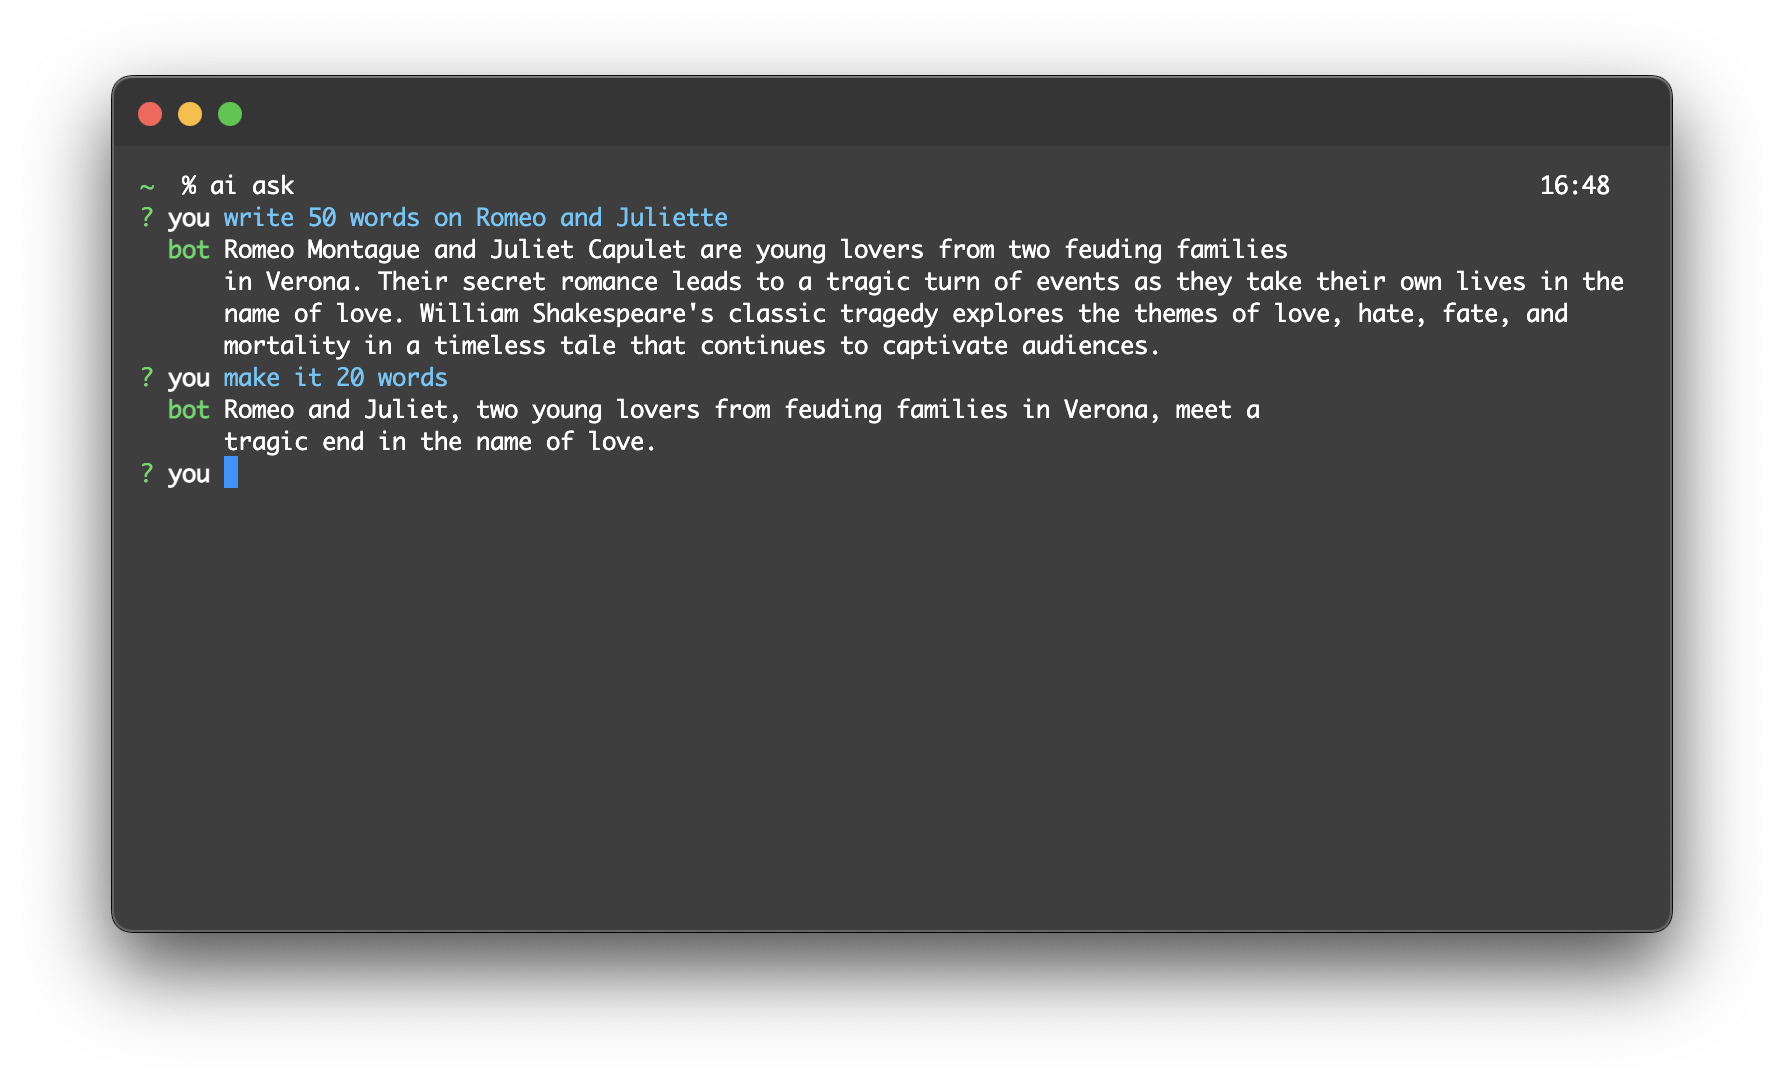 ~ % ai ask 16:48
? you write 50 words on Romeo and Juliette
bot Romeo Montague and Juliet Capulet are young lovers from two feuding families
in Verona. Their secret romance leads to a tragic turn of events as they take their own lives in the
name of love. William Shakespeare's classic tragedy explores the themes of love, hate, fate, and
mortality in a timeless tale that continues to captivate audiences.
? you make it 20 words
bot Romeo and Juliet, two young lovers from feuding families in Verona, meet a
tragic end in the name of love.
? you